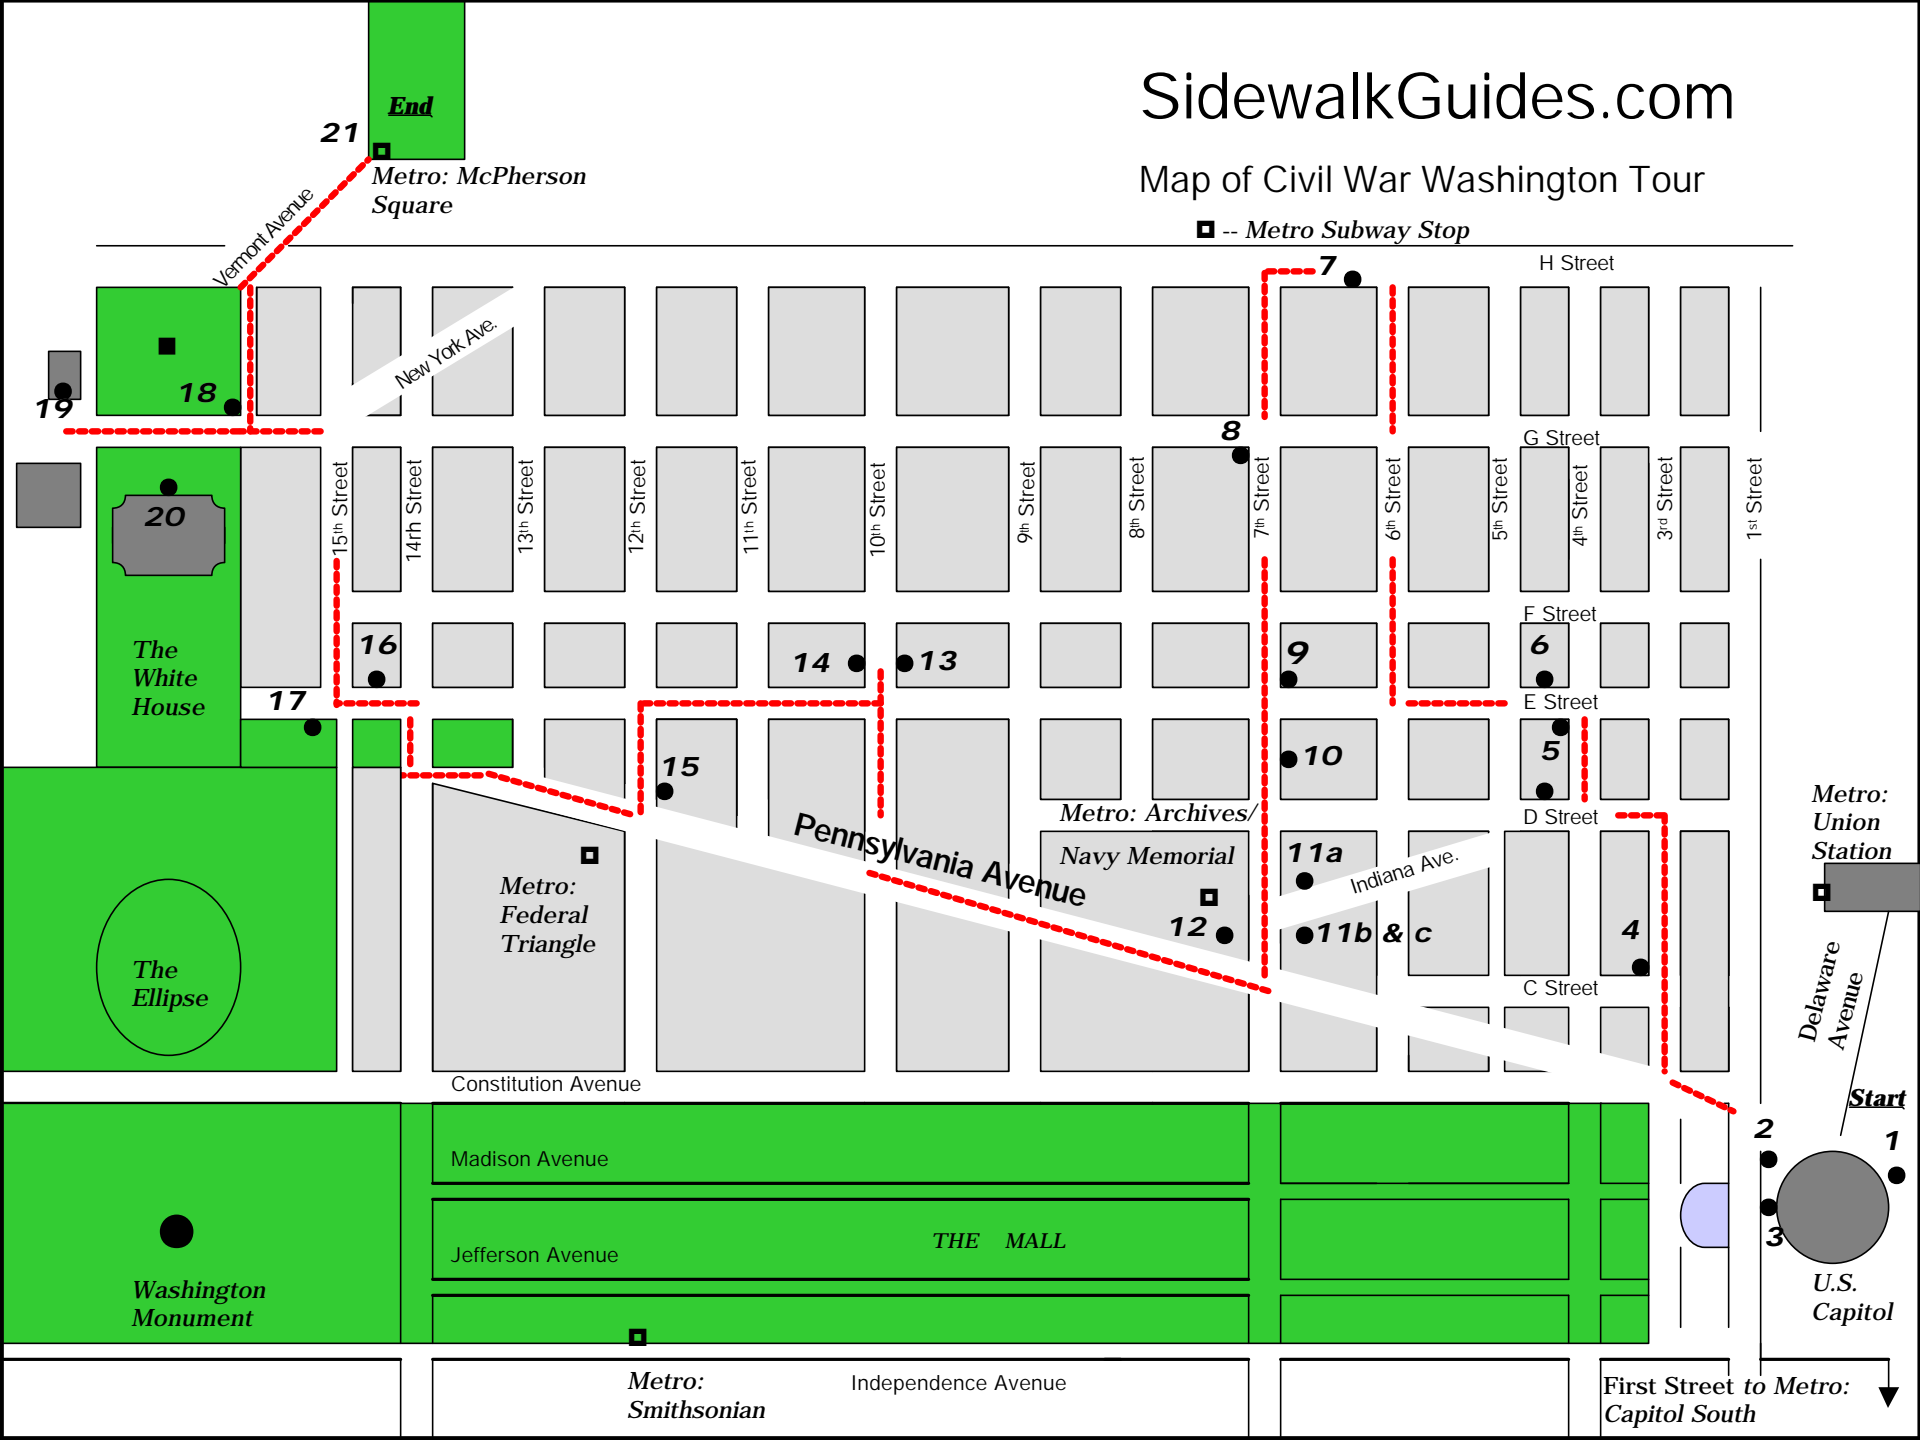 SidewalkGuides.com
Map of Civil War Washington Tour
-- Metro Subway Stop
End
21
Metro: McPherson
Square
Vermont Avenue
7
H Street
New York Ave.
18
19
8
G Street
15th Street
14rh Street
13th Street
12th Street
11th Street
10th Street
9th Street
8th Street
7th Street
6th Street
5th Street
4th Street
3rd Street
1st Street
20
F Street
The
White
House
16
14
13
9
6
17
E Street
15
10
5
Metro:
Union
Station
Metro: Archives/
Navy Memorial
D Street
Pennsylvania Avenue
11a
Indiana Ave.
Metro:
Federal
Triangle
12
11b & c
4
The
Ellipse
C Street
Delaware
Avenue
Constitution Avenue
Start
2
1
Madison Avenue
Jefferson Avenue
THE MALL
3
Washington
Monument
U.S.
Capitol
Metro:
Smithsonian
Independence Avenue
First Street to Metro:
Capitol South